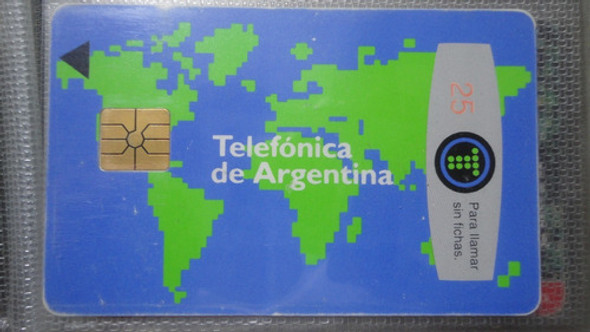 Telefónica
de Argentina
25
Para llamar
sin fichas.